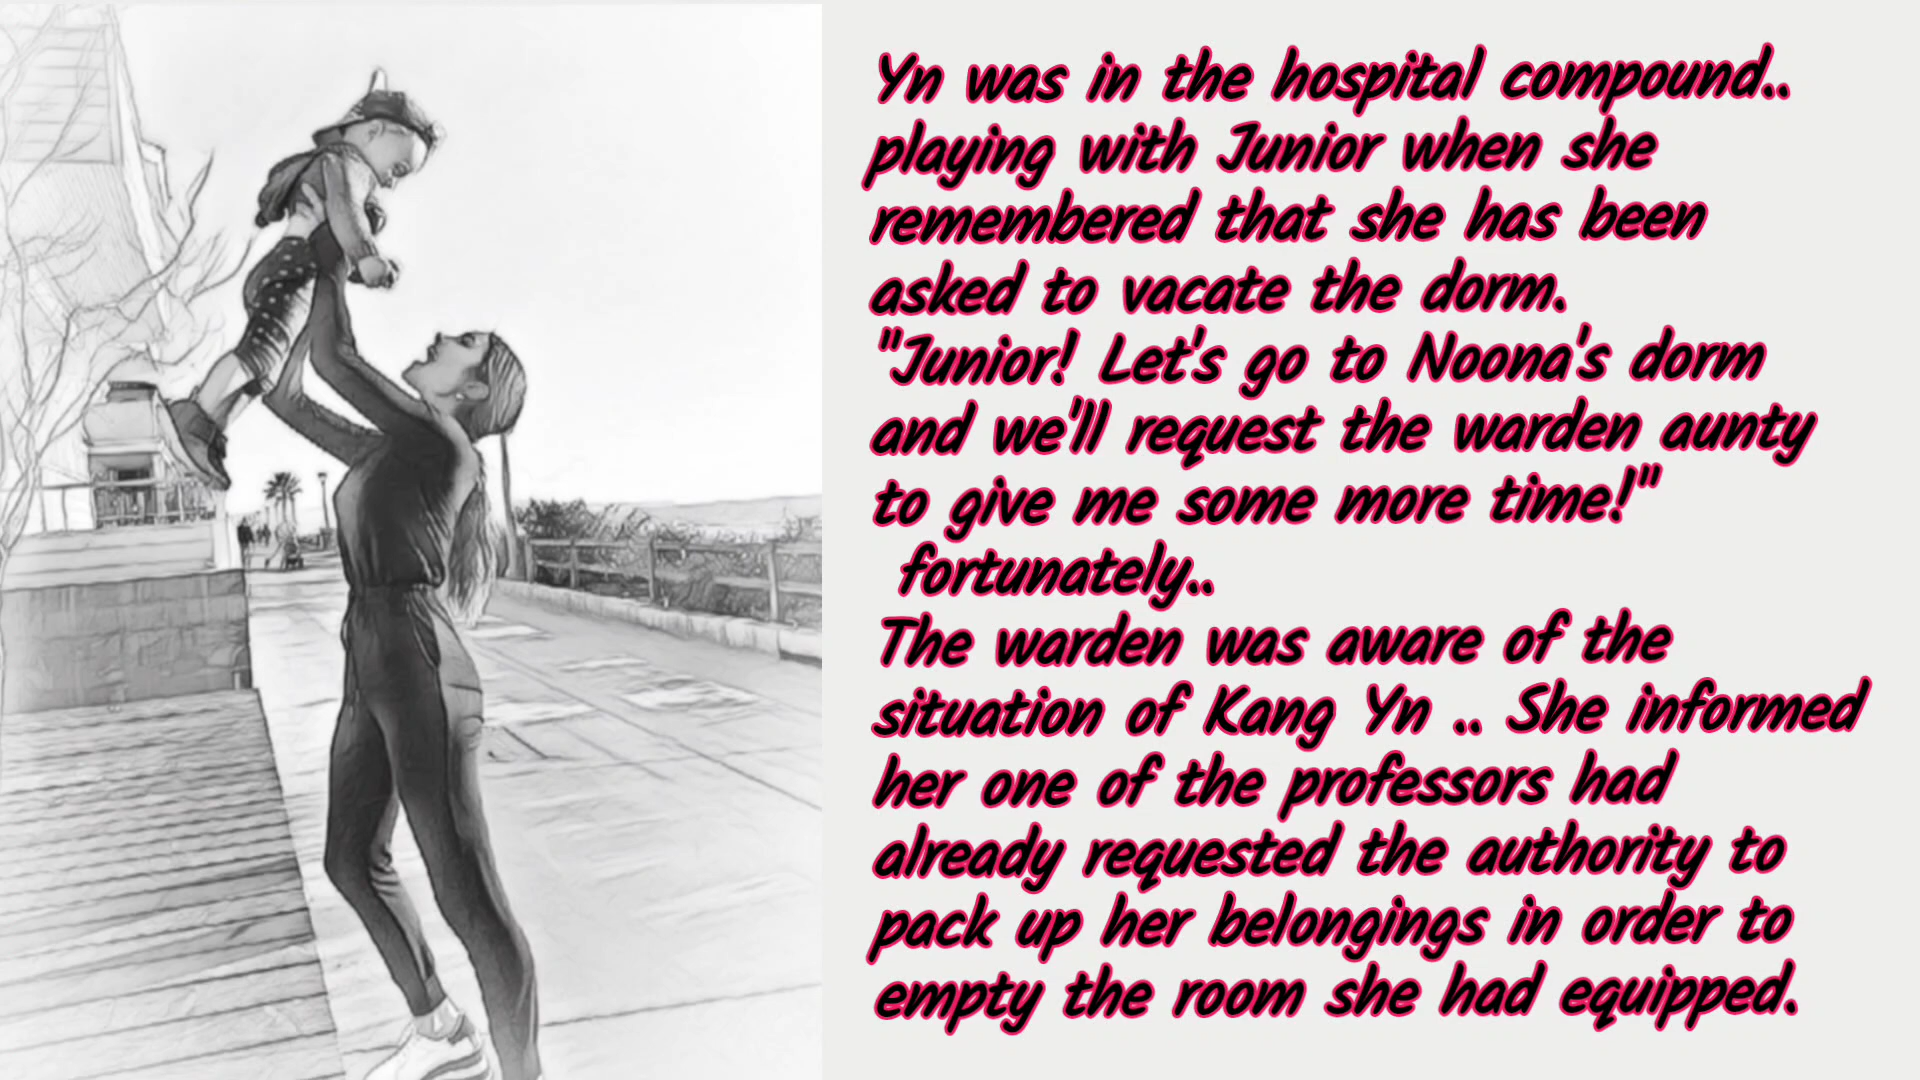 Yn was in the hospital compound..
playing with Junior when she
remembered that she has been
asked to vacate the dorm.
"Junior! Let's go to Noona's dorm
and we'll request the warden aunty
to give me some more time!"
fortunately..
The warden was aware of the
situation of Kang Yn .. She informed
her one of the professors had
already requested the authority to
pack up her belongings in order to
empty the room she had equipped.